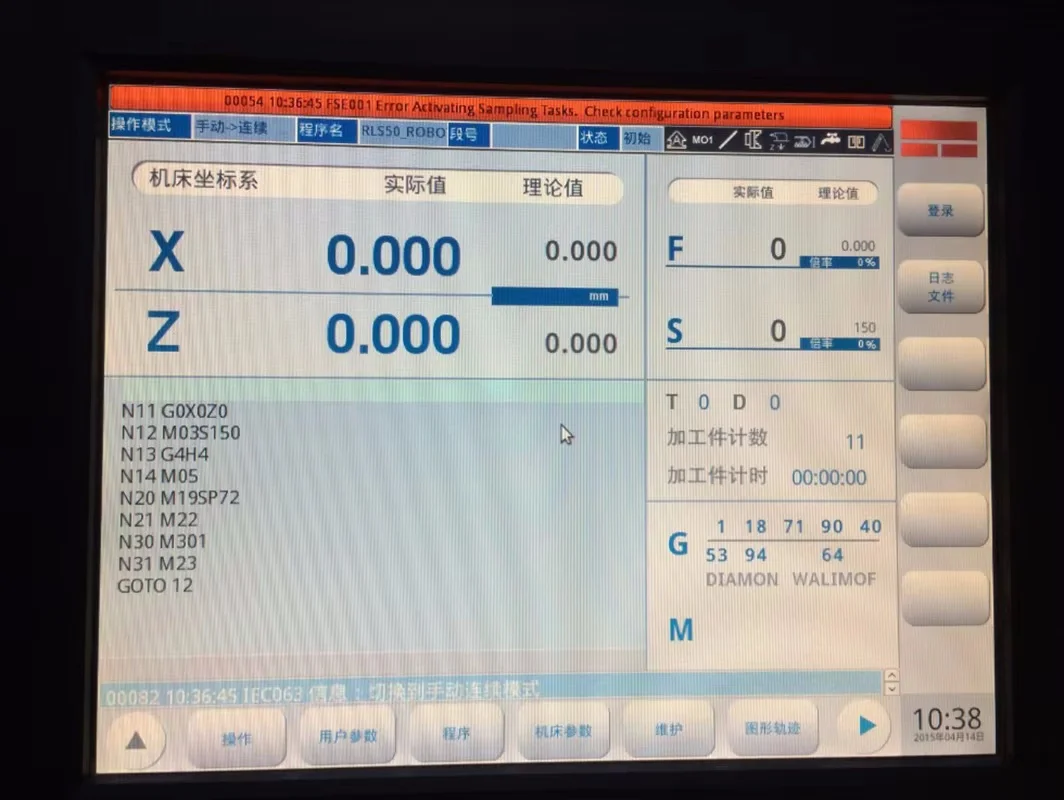 00054 10:36:45 FSE001 Error Activating Sampling Tasks. Check configuration parameters
操作模式 手动->连续 程序名 RLS50_ROBO 段号 状态 初始 MO1
机床坐标系 实际值 理论值
X 0.000 0.000
mm
Z 0.000 0.000
实际值 理论值
F 0 0.000
倍率 0%
S 0 150
倍率 0%
N11 G0X0Z0
N12 M03S150
N13 G4H4
N14 M05
N20 M19SP72
N21 M22
N30 M301
N31 M23
GOTO 12
T 0 D 0
加工件计数 11
加工件计时 00:00:00
G 1 18 71 90 40
53 94 64
DIAMON WALIMOF
M
00082 10:36:45 IEC063 信息：切换到手动连续模式
登录
日志
文件
操作 用户参数 程序 机床参数 维护 图形轨迹
10:38
2015年04月14日